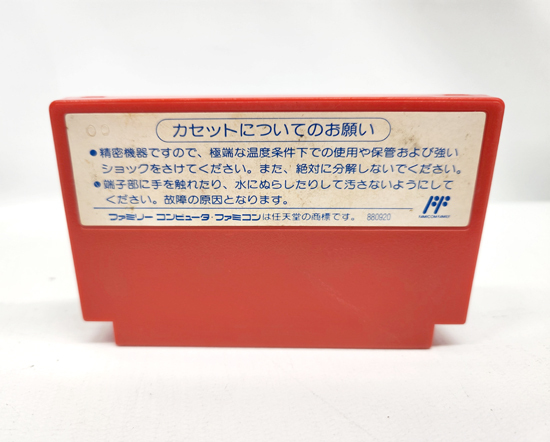 カセットについてのお願い
●精密機器ですので、極端な温度条件下での使用や保管および強い
ショックをさけてください。また、絶対に分解しないでください。
●端子部に手を触れたり、水にぬらしたりして汚さないようにして
ください。故障の原因となります。
ファミリー コンピュータ・ファミコンは任天堂の商標です。 880920
FAMICOM FAMILY